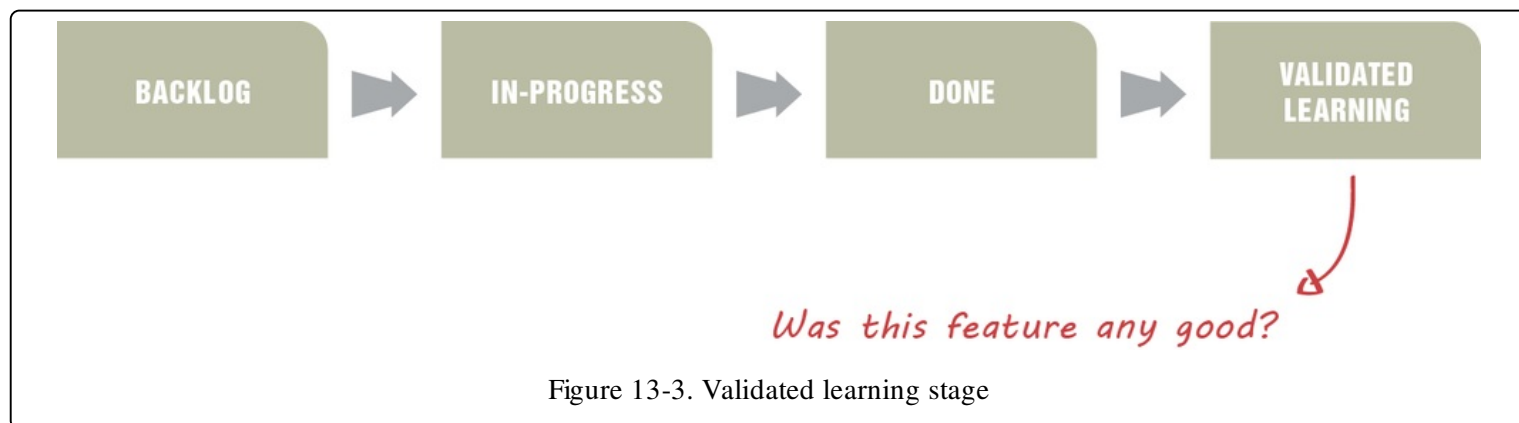 BACKLOG
IN-PROGRESS
DONE
VALIDATED
LEARNING
Was this feature any good?
Figure 13-3. Validated learning stage